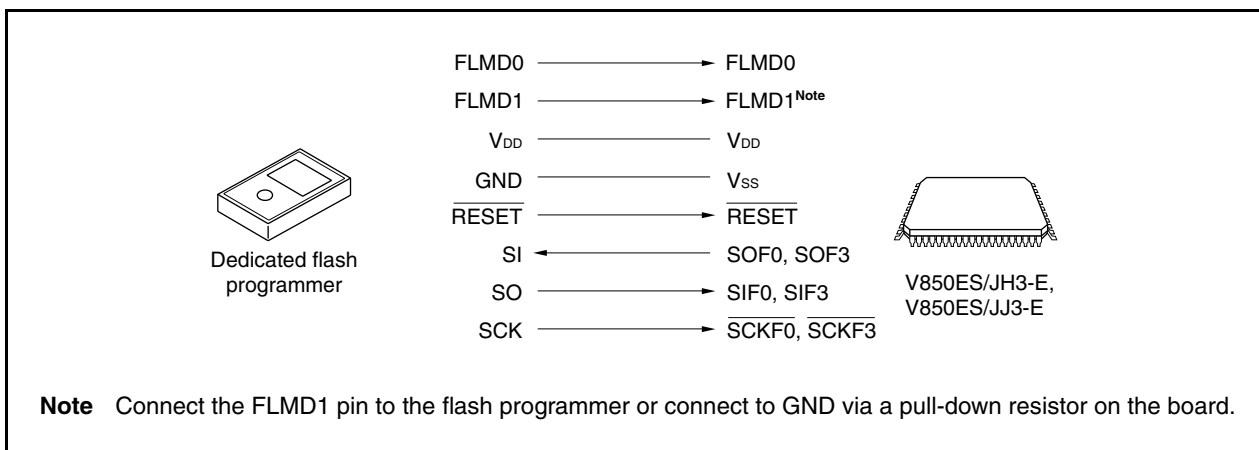 FLMD0 FLMD0
FLMD1 FLMD1Note
VDD VDD
GND VSS
RESET RESET
SI SOF0, SOF3
SO SIF0, SIF3
SCK SCKF0, SCKF3
Dedicated flash
programmer
V850ES/JH3-E,
V850ES/JJ3-E
Note Connect the FLMD1 pin to the flash programmer or connect to GND via a pull-down resistor on the board.